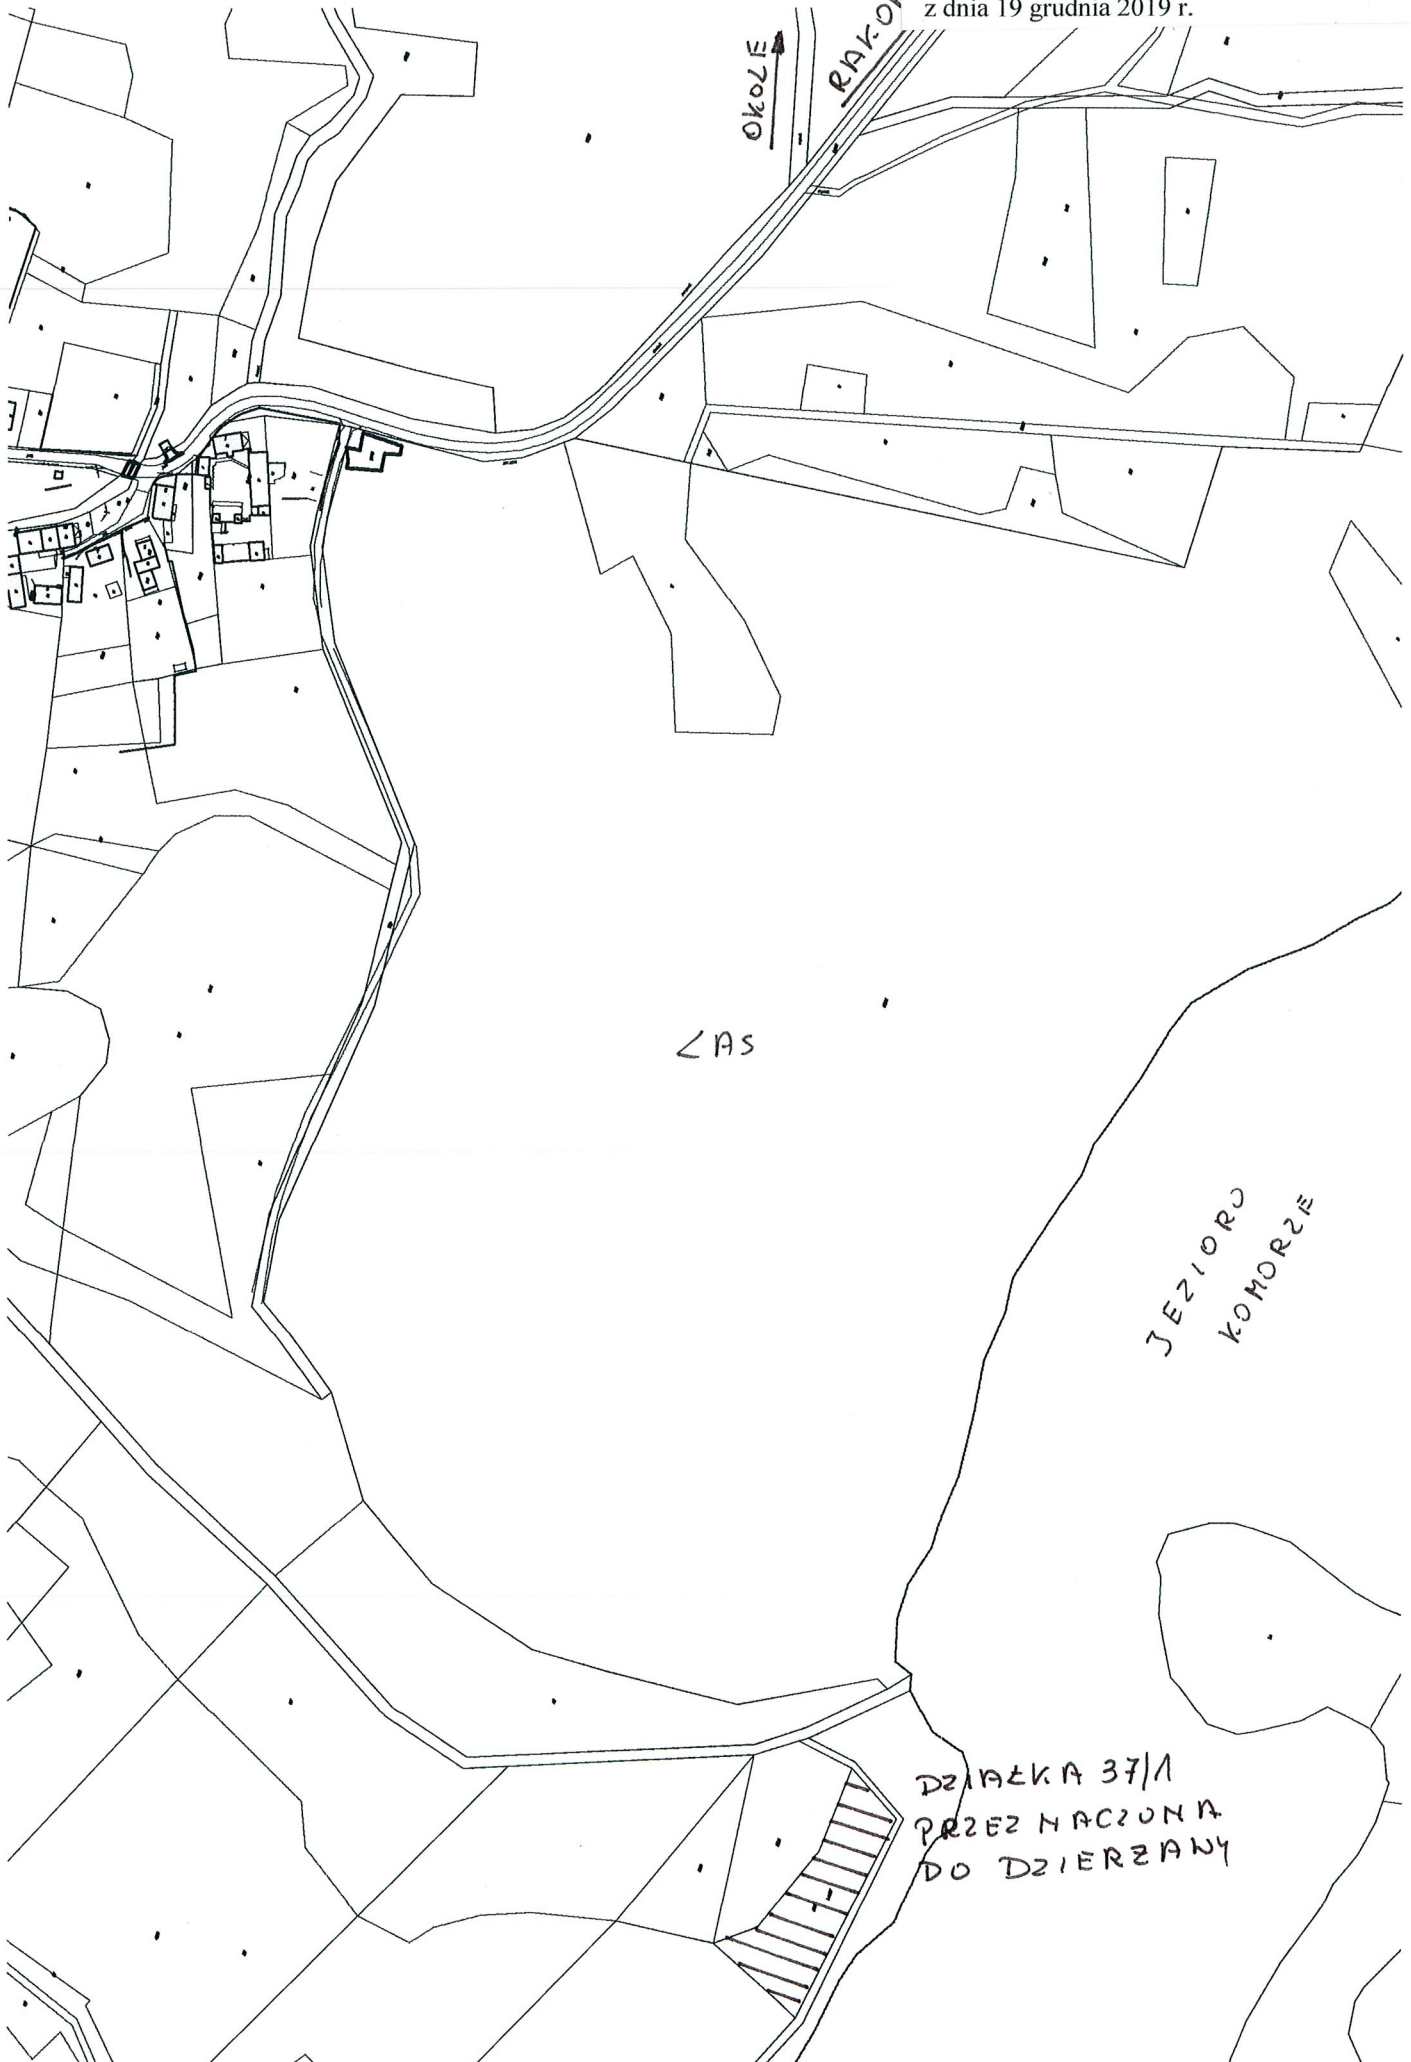 z dnia 19 grudnia 2019 r.
OKOLE
LAS
JEZIORO
KOMORZE
DZIAŁKA 37/1
PRZEZNACZONA
DO DZIERŻAWY